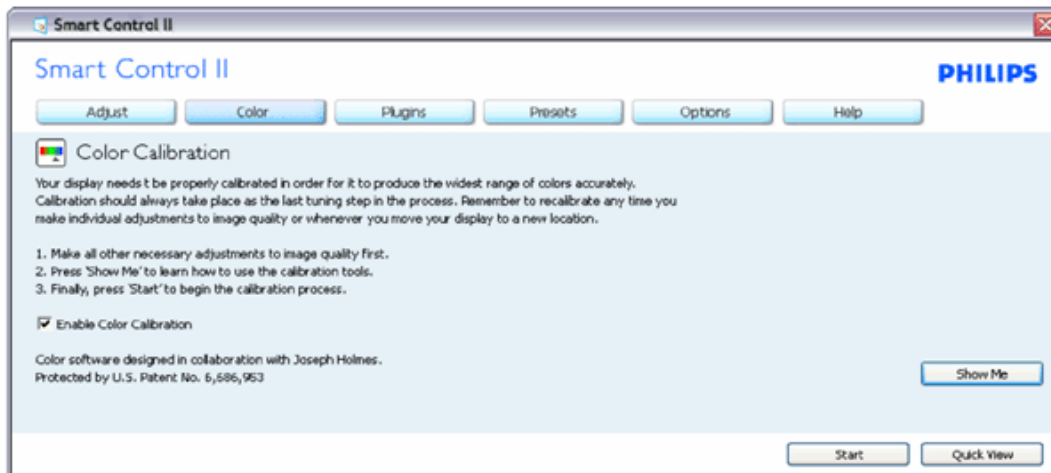 Smart Control II
Smart Control II
PHILIPS
Adjust
Color
Plugins
Presets
Options
Help
Color Calibration
Your display needs t be properly calibrated in order for it to produce the widest range of colors accurately.
Calibration should always take place as the last tuning step in the process. Remember to recalibrate any time you
make individual adjustments to image quality or whenever you move your display to a new location.
1. Make all other necessary adjustments to image quality first.
2. Press 'Show Me' to learn how to use the calibration tools.
3. Finally, press 'Start' to begin the calibration process.
Enable Color Calibration
Color software designed in collaboration with Joseph Holmes.
Protected by U.S. Patent No. 6,686,953
Show Me
Start
Quick View